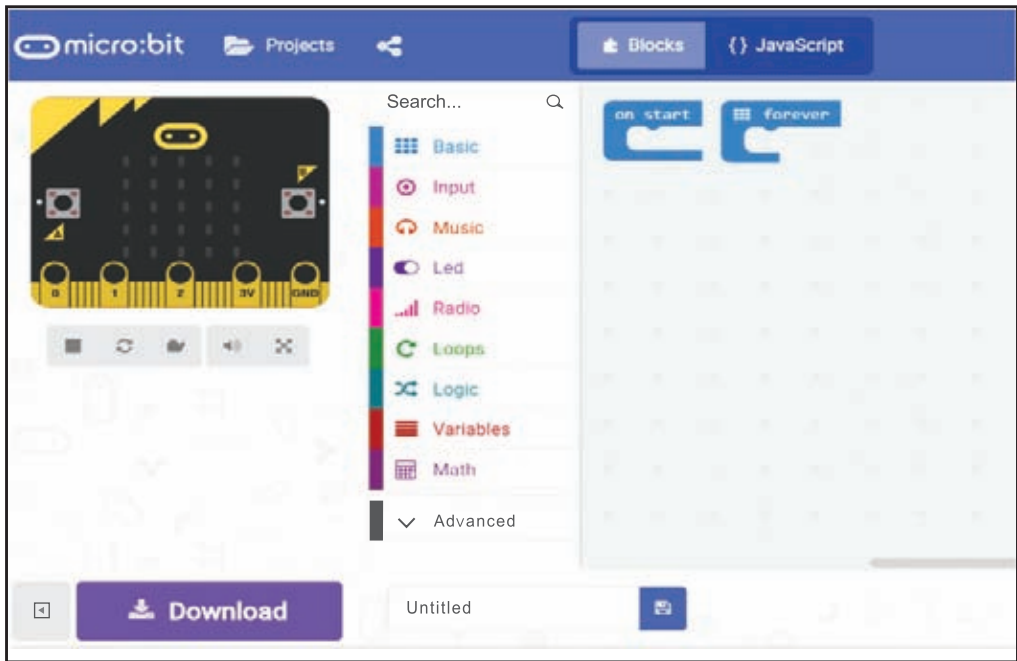 micro:bit Projects Blocks {} JavaScript
Search...
Basic
Input
Music
Led
Radio
Loops
Logic
Variables
Math
Advanced
on start
forever
B
A
0 1 2 3V GND
Download
Untitled